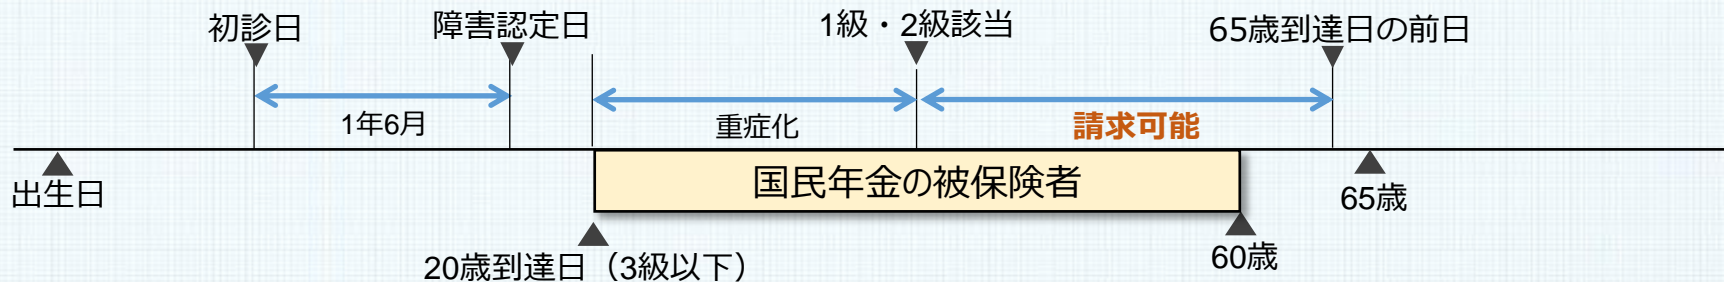 初診日
障害認定日
1級・2級該当
65歳到達日の前日
1年6月
重症化
請求可能
国民年金の被保険者
出生日
65歳
20歳到達日（3級以下）
60歳